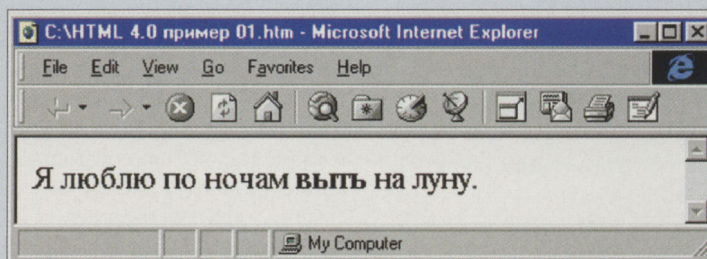 C:\HTML 4.0 пример 01.htm - Microsoft Internet Explorer
File Edit View Go Favorites Help
Я люблю по ночам выть на луну.
My Computer